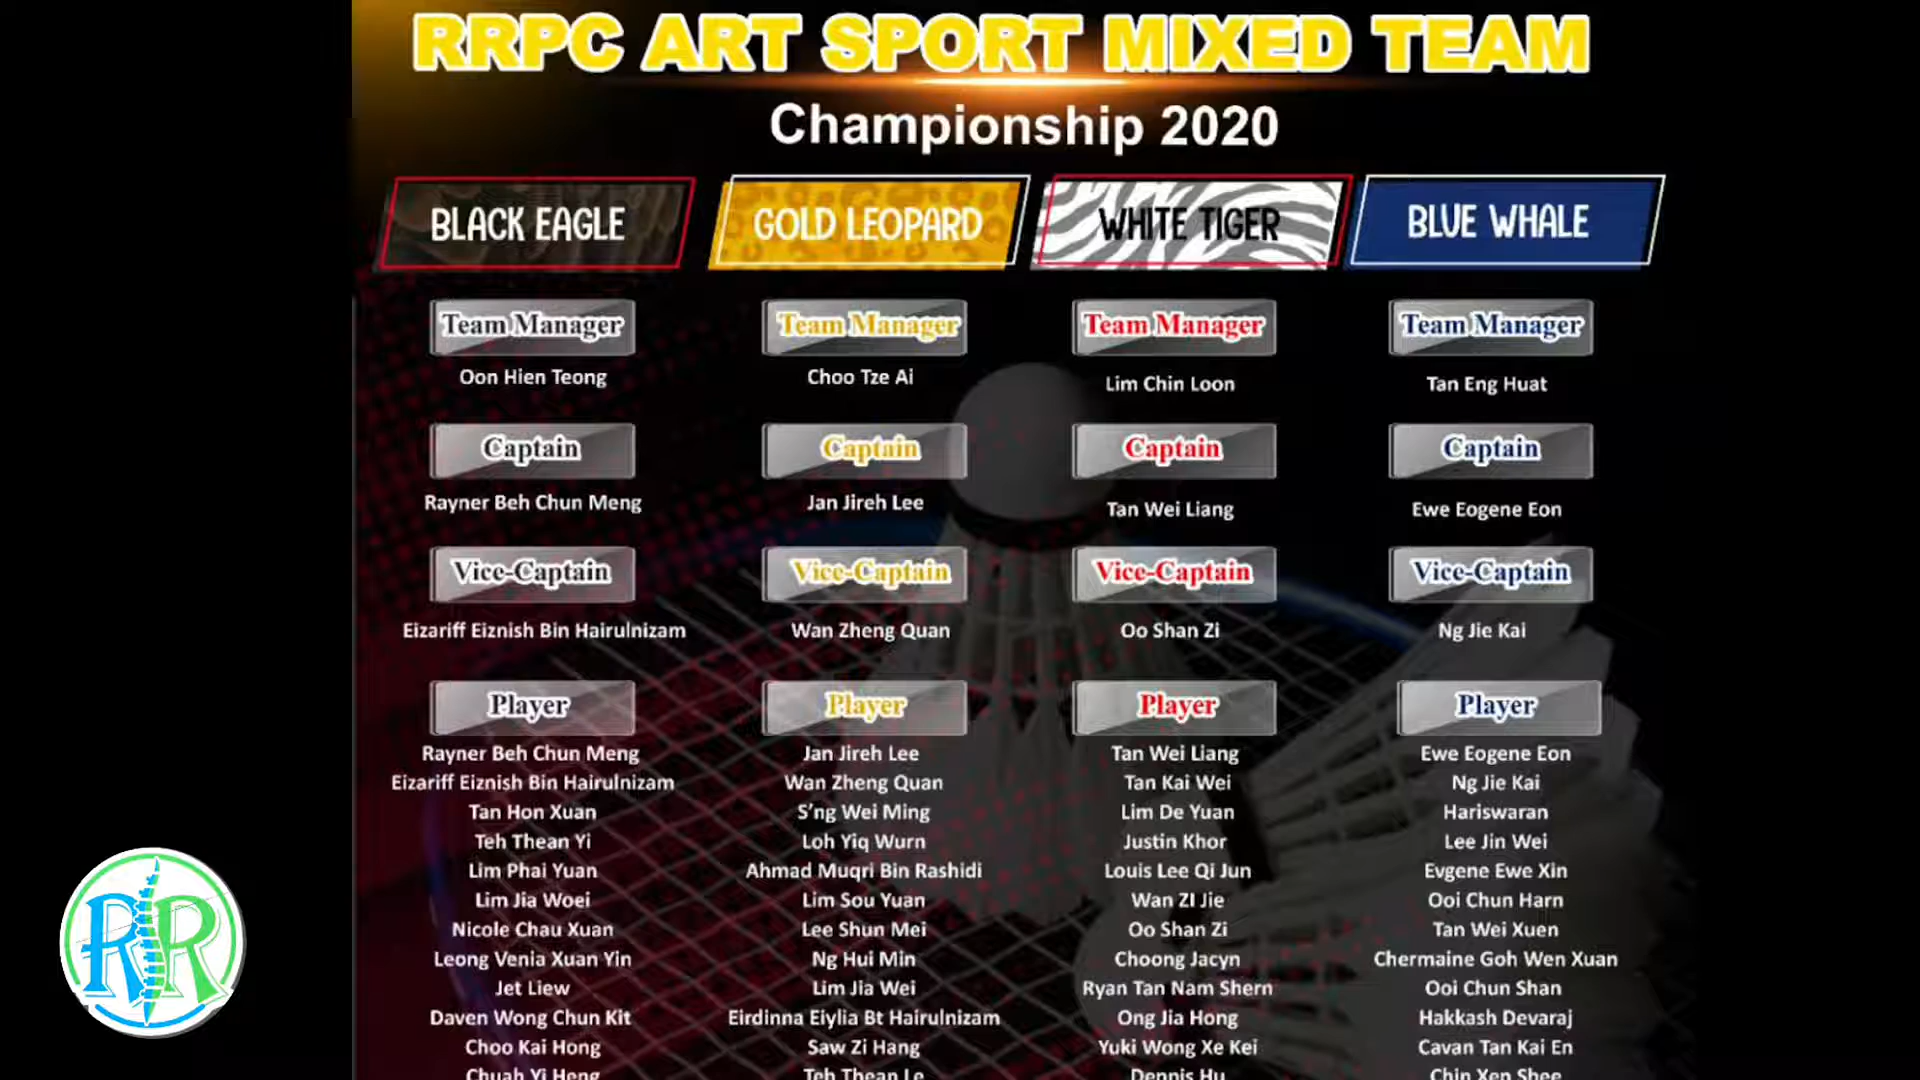 RRPC ART SPORT MIXED TEAM
Championship 2020
BLACK EAGLE
GOLD LEOPARD
WHITE TIGER
BLUE WHALE
Team Manager
Team Manager
Team Manager
Team Manager
Oon Hien Teong
Choo Tze Ai
Lim Chin Loon
Tan Eng Huat
Captain
Captain
Captain
Captain
Rayner Beh Chun Meng
Jan Jireh Lee
Tan Wei Liang
Ewe Eogene Eon
Vice-Captain
Vice-Captain
Vice-Captain
Vice-Captain
Eizariff Eiznish Bin Hairulnizam
Wan Zheng Quan
Oo Shan Zi
Ng Jie Kai
Player
Player
Player
Player
Rayner Beh Chun Meng
Jan Jireh Lee
Tan Wei Liang
Ewe Eogene Eon
Eizariff Eiznish Bin Hairulnizam
Wan Zheng Quan
Tan Kai Wei
Ng Jie Kai
Tan Hon Xuan
S'ng Wei Ming
Lim De Yuan
Hariswaran
Teh Thean Yi
Loh Yiq Wurn
Justin Khor
Lee Jin Wei
Lim Phai Yuan
Ahmad Muqri Bin Rashidi
Louis Lee Qi Jun
Evgene Ewe Xin
Lim Jia Woei
Lim Sou Yuan
Wan ZI Jie
Ooi Chun Harn
Nicole Chau Xuan
Lee Shun Mei
Oo Shan Zi
Tan Wei Xuen
Leong Venia Xuan Yin
Ng Hui Min
Choong Jacyn
Chermaine Goh Wen Xuan
Jet Liew
Lim Jia Wei
Ryan Tan Nam Shern
Ooi Chun Shan
Daven Wong Chun Kit
Eirdinna Eiylia Bt Hairulnizam
Ong Jia Hong
Hakkash Devaraj
Choo Kai Hong
Saw Zi Hang
Yuki Wong Xe Kei
Cavan Tan Kai En
Chuah Yi Heng
Teh Thean Le
Dennis Hu
Chin Xen Shee
R R